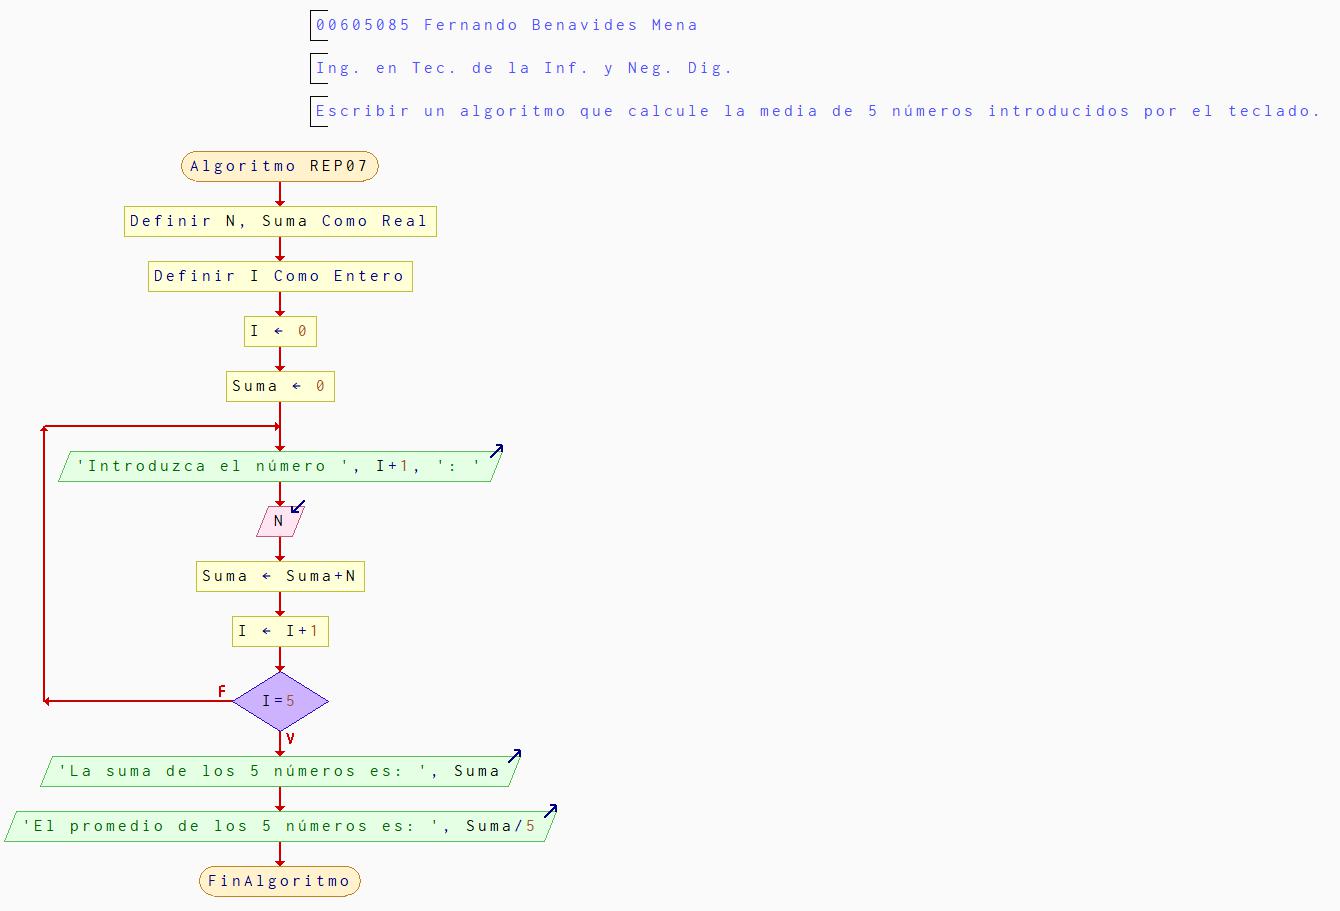 00605085 Fernando Benavides Mena
Ing. en Tec. de la Inf. y Neg. Dig.
Escribir un algoritmo que calcule la media de 5 números introducidos por el teclado.
Algoritmo REP07
Definir N, Suma Como Real
Definir I Como Entero
I ← 0
Suma ← 0
'Introduzca el número ', I+1, ': '
N
Suma ← Suma+N
I ← I+1
I=5
F
V
'La suma de los 5 números es: ', Suma
'El promedio de los 5 números es: ', Suma/5
FinAlgoritmo